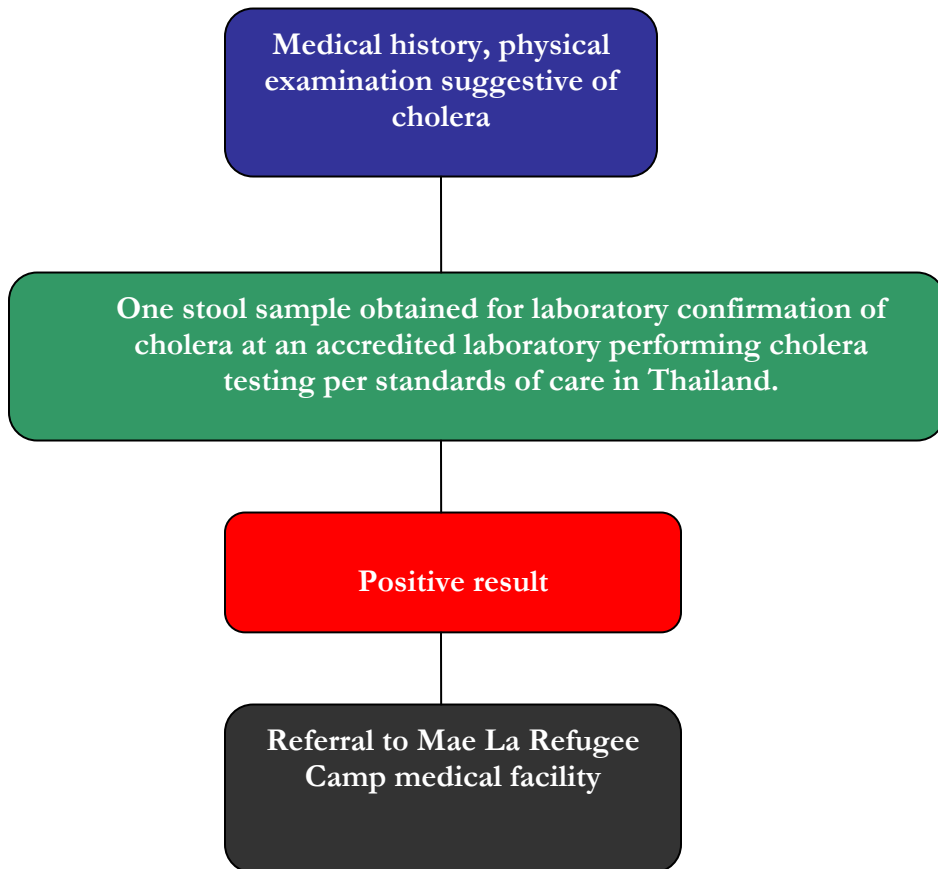 Medical history, physical
examination suggestive of
cholera
One stool sample obtained for laboratory confirmation of
cholera at an accredited laboratory performing cholera
testing per standards of care in Thailand.
Positive result
Referral to Mae La Refugee
Camp medical facility